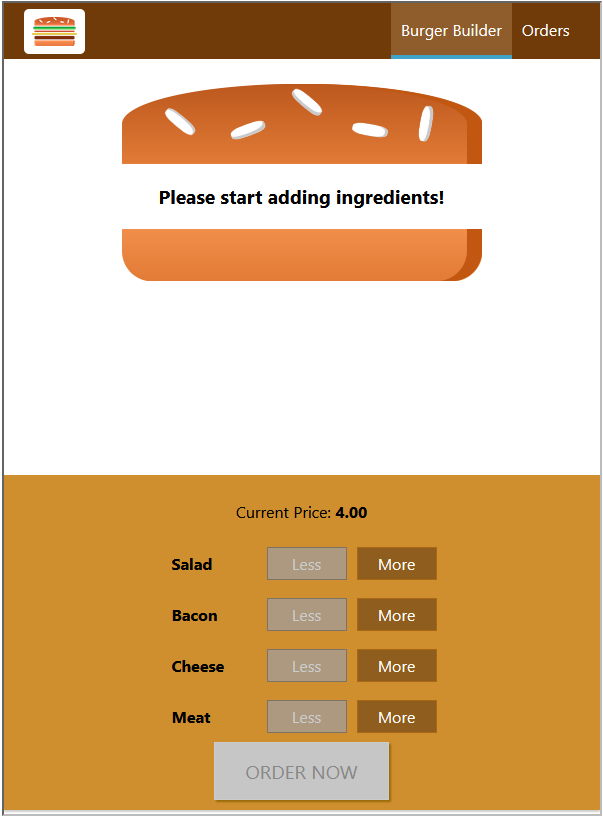 Burger Builder Orders
Please start adding ingredients!
Current Price: 4.00
Salad Less More
Bacon Less More
Cheese Less More
Meat Less More
ORDER NOW